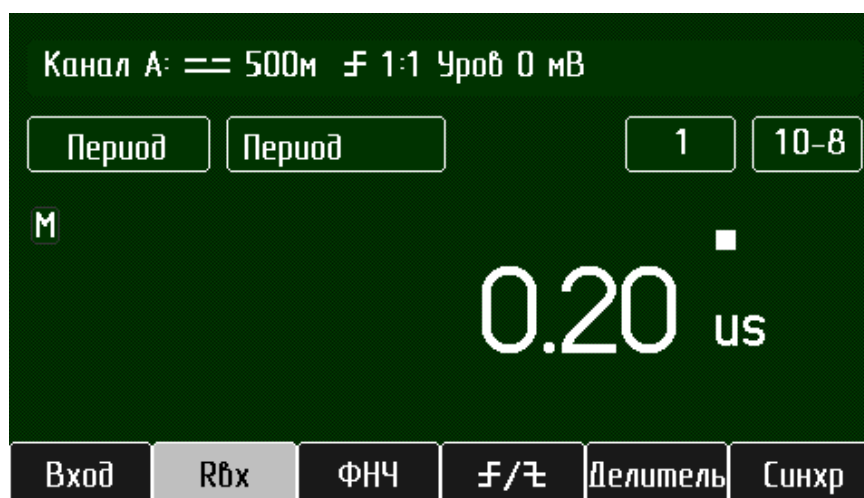 Канал А: 500м 1:1 Уров 0 мВ
Период Период 1 10-8
М
0.20 us
Вход Rвх ФНЧ / Делитель Синхр